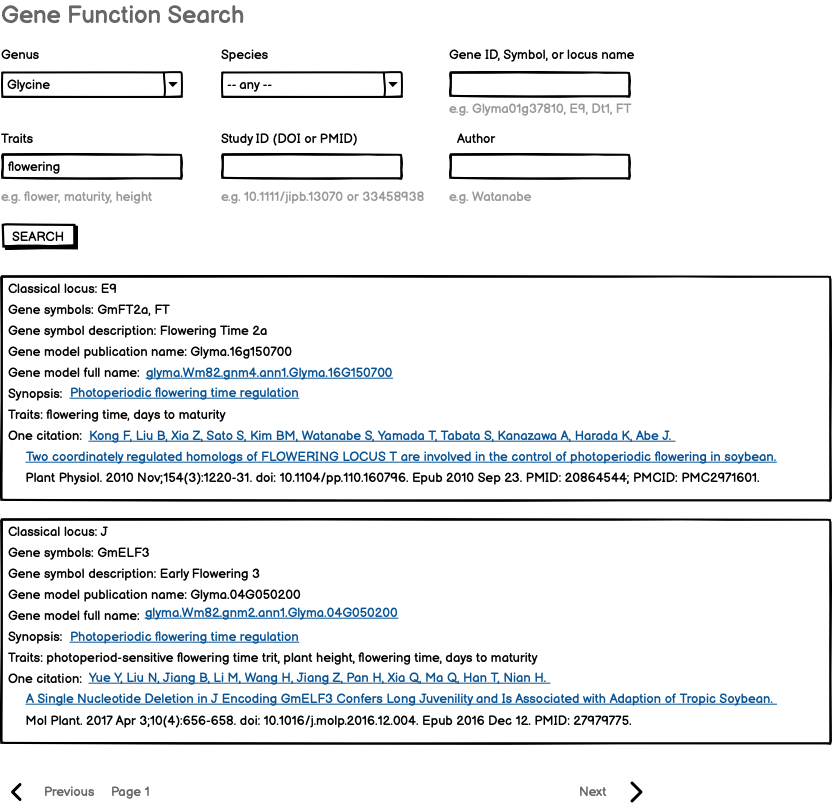 Gene Function Search
Genus Species Gene ID, Symbol, or locus name
Glycine -- any --
e.g. Glyma01g37810, E9, Dt1, FT
Traits Study ID (DOI or PMID) Author
flowering
e.g. flower, maturity, height e.g. 10.1111/jipb.13070 or 33458938 e.g. Watanabe
SEARCH
Classical locus: E9
Gene symbols: GmFT2a, FT
Gene symbol description: Flowering Time 2a
Gene model publication name: Glyma.16g150700
Gene model full name: glyma.Wm82.gnm4.ann1.Glyma.16G150700
Synopsis: Photoperiodic flowering time regulation
Traits: flowering time, days to maturity
One citation: Kong F, Liu B, Xia Z, Sato S, Kim BM, Watanabe S, Yamada T, Tabata S, Kanazawa A, Harada K, Abe J.
Two coordinately regulated homologs of FLOWERING LOCUS T are involved in the control of photoperiodic flowering in soybean.
Plant Physiol. 2010 Nov;154(3):1220-31. doi: 10.1104/pp.110.160796. Epub 2010 Sep 23. PMID: 20864544; PMCID: PMC2971601.
Classical locus: J
Gene symbols: GmELF3
Gene symbol description: Early Flowering 3
Gene model publication name: Glyma.04G050200
Gene model full name: glyma.Wm82.gnm2.ann1.Glyma.04G050200
Synopsis: Photoperiodic flowering time regulation
Traits: photoperiod-sensitive flowering time trit, plant height, flowering time, days to maturity
One citation: Yue Y, Liu N, Jiang B, Li M, Wang H, Jiang Z, Pan H, Xia Q, Ma Q, Han T, Nian H.
A Single Nucleotide Deletion in J Encoding GmELF3 Confers Long Juvenility and Is Associated with Adaption of Tropic Soybean.
Mol Plant. 2017 Apr 3;10(4):656-658. doi: 10.1016/j.molp.2016.12.004. Epub 2016 Dec 12. PMID: 27979775.
Previous Page 1 Next